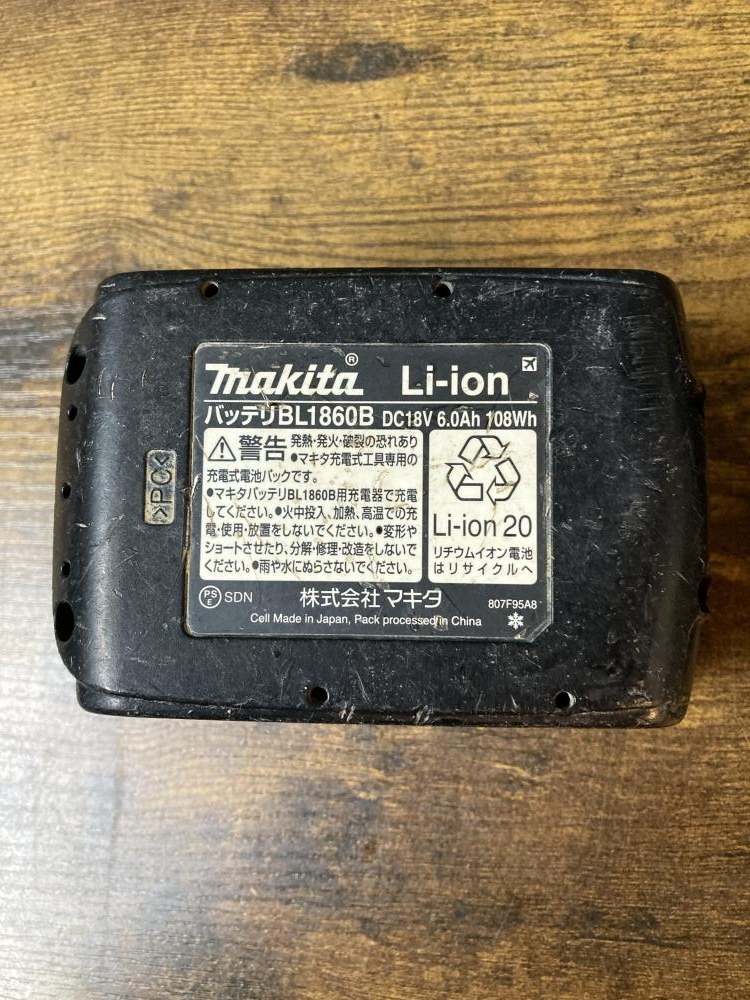 makita® Li-ion
バッテリBL1860B DC18V 6.0Ah 108Wh
警告 発熱・発火・破裂の恐れあり
●マキタ充電式工具専用の
充電式電池パックです。
●マキタバッテリBL1860B用充電器で充電
してください。●火中投入、加熱、高温での充
電・使用・放置をしないでください。●変形や
ショートさせたり、分解・修理・改造をしないで
ください。●雨や水にぬらさないでください。
Li-ion 20
リチウムイオン電池
はリサイクルへ
PSE SDN 株式会社マキタ 807F95A8
Cell Made in Japan, Pack processed in China
>PC<